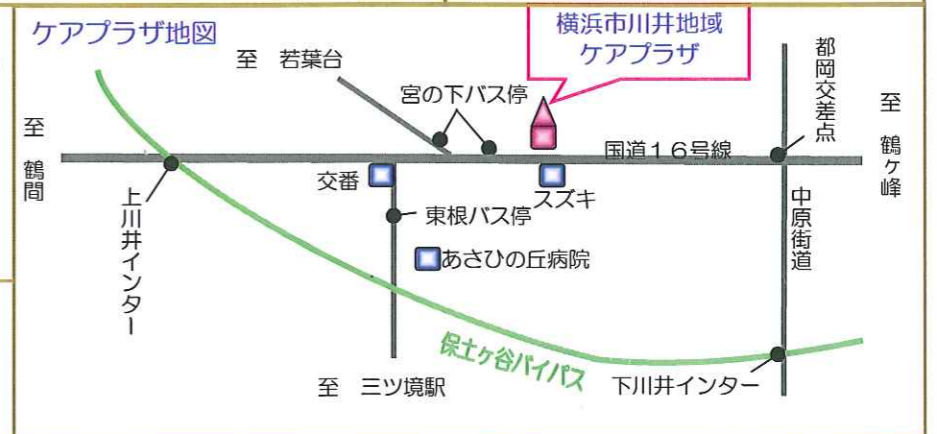 ケアプラザ地図
横浜市川井地域
ケアプラザ
至 若葉台
宮の下バス停
都岡交差点
至 鶴ヶ峰
至 鶴間
国道16号線
交番
スズキ
上川井インター
東根バス停
中原街道
あさひの丘病院
保土ヶ谷バイパス
至 三ツ境駅
下川井インター